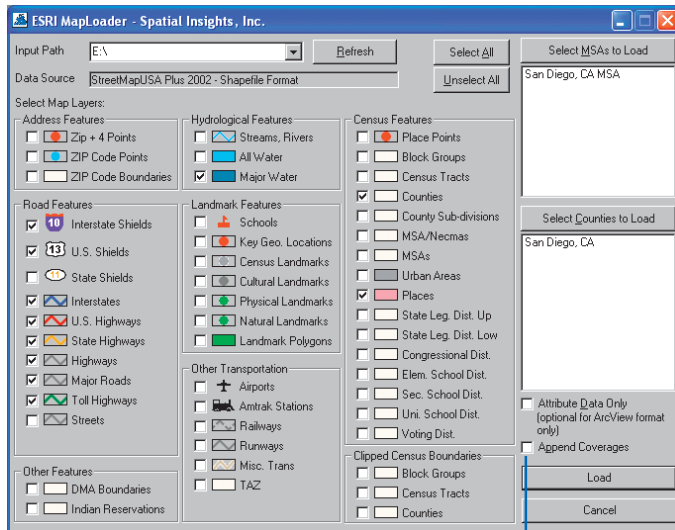 ESRI MapLoader - Spatial Insights, Inc.
Input Path
E:\
Refresh
Select All
Data Source
StreetMapUSA Plus 2002 - Shapefile Format
Unselect All
Select Map Layers:
Address Features
Zip + 4 Points
ZIP Code Points
ZIP Code Boundaries
Road Features
10 Interstate Shields
13 U.S. Shields
11 State Shields
Interstates
U.S. Highways
State Highways
Highways
Major Roads
Toll Highways
Streets
Other Features
DMA Boundaries
Indian Reservations
Hydrological Features
Streams, Rivers
All Water
Major Water
Landmark Features
Schools
Key Geo. Locations
Census Landmarks
Cultural Landmarks
Physical Landmarks
Natural Landmarks
Landmark Polygons
Other Transportation
Airports
Amtrak Stations
Railways
Runways
Misc. Trans
TAZ
Census Features
Place Points
Block Groups
Census Tracts
Counties
County Sub-divisions
MSA/Necmas
MSAs
Urban Areas
Places
State Leg. Dist. Up
State Leg. Dist. Low
Congressional Dist.
Elem. School Dist.
Sec. School Dist.
Uni. School Dist.
Voting Dist.
Clipped Census Boundaries
Block Groups
Census Tracts
Counties
Select MSAs to Load
San Diego, CA MSA
Select Counties to Load
San Diego, CA
Attribute Data Only
(optional for ArcView format
only)
Append Coverages
Load
Cancel